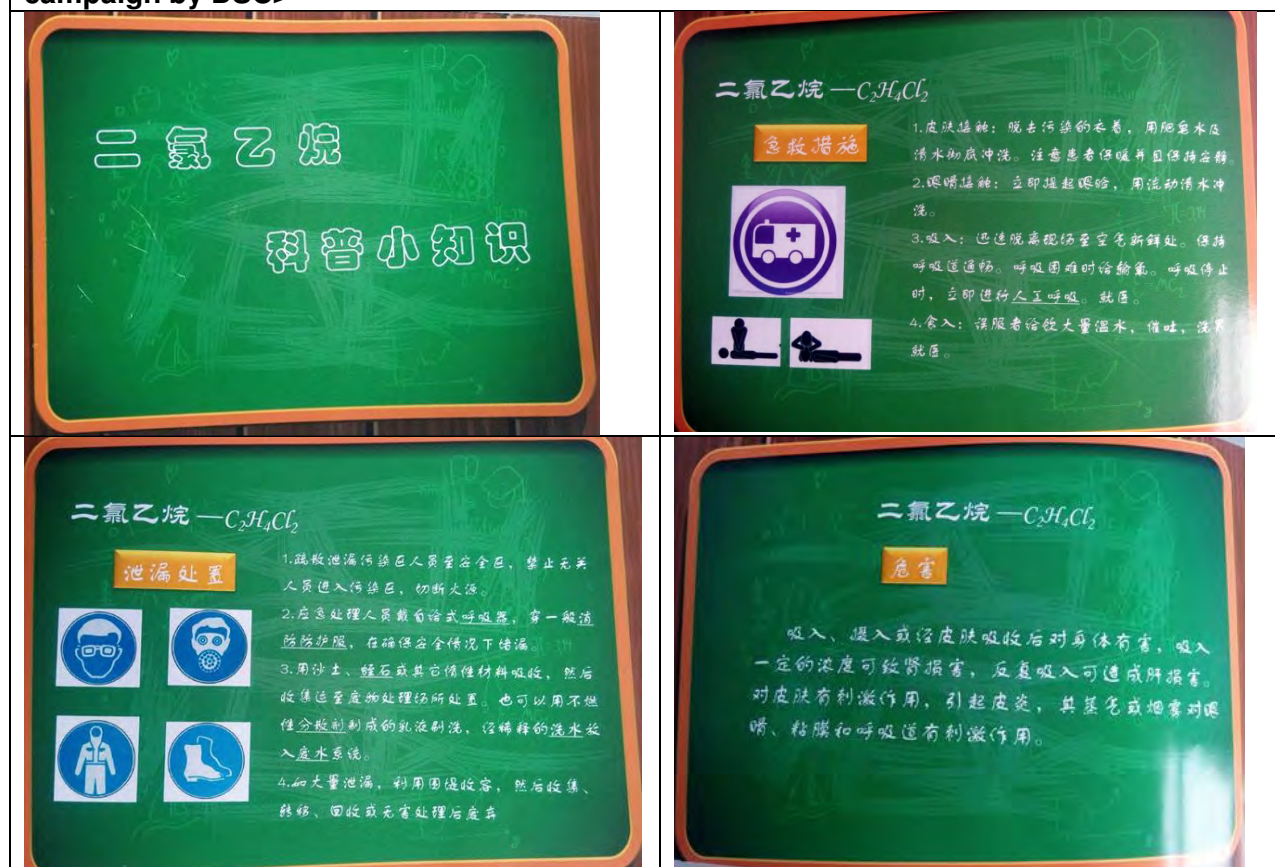 campaign by BSC>
二氯乙烷
科普小知识
二氯乙烷—C₂H₄Cl₂
急救措施
1.皮肤接触：脱去污染的衣着，用肥皂水及
清水彻底冲洗。注意患者保暖并且保持安静。
2.眼睛接触：立即提起眼睑，用流动清水冲
洗。
3.吸入：迅速脱离现场至空气新鲜处。保持
呼吸道通畅。呼吸困难时给输氧。呼吸停止
时，立即进行人工呼吸。就医。
4.食入：误服者给饮大量温水，催吐，洗胃
就医。
二氯乙烷—C₂H₄Cl₂
泄漏处置
1.疏散泄漏污染区人员至安全区，禁止无关
人员进入污染区，切断火源。
2.应急处理人员戴自给式呼吸器，穿一般消
防防护服，在确保安全情况下堵漏。
3.用沙土、蛭石或其它惰性材料吸收，然后
收集运至废物处理场所处置。也可以用不燃
性分散剂制成的乳液刷洗，经稀释的洗水放
入废水系统。
4.如大量泄漏，利用围堤收容，然后收集、
转移、回收或无害处理后废弃
二氯乙烷—C₂H₄Cl₂
危害
吸入、摄入或经皮肤吸收后对身体有害，吸入
一定的浓度可致肾损害，反复吸入可造成肝损害。
对皮肤有刺激作用，引起皮炎，其蒸气或烟雾对眼
睛、粘膜和呼吸道有刺激作用。